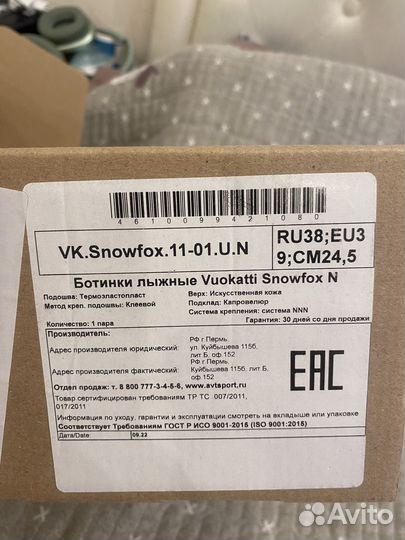 4610099421080
VK.Snowfox.11-01.U.N
RU38;EU3
9;CM24,5
Ботинки лыжные Vuokatti Snowfox N
Подошва: Термоэластопласт
Верх: Искусственная кожа
Метод креп. подошвы: Клеевой
Подклад: Капровелюр
Система крепления: система NNN
Количество: 1 пара
Гарантия: 30 дней со дня продажи
Производитель:
Адрес производителя юридический:
РФ г.Пермь,
ул. Куйбышева 115б,
лит Б, оф.152
Адрес производителя фактический:
РФ г.Пермь, ул.
Куйбышева 115б, лит Б,
оф.152
Отдел продаж: т. 8 800 777-3-4-5-6, www.avtsport.ru
Товар сертифицирован требованиям ТР ТС 007/2011,
017/2011
EAC
Информация по уходу, гарантии и эксплуатации смотреть на вкладыше или упаковке
Соответствует Требованиям ГОСТ Р ИСО 9001-2015 (ISO 9001:2015)
Дата/Date:
09.22
Avito